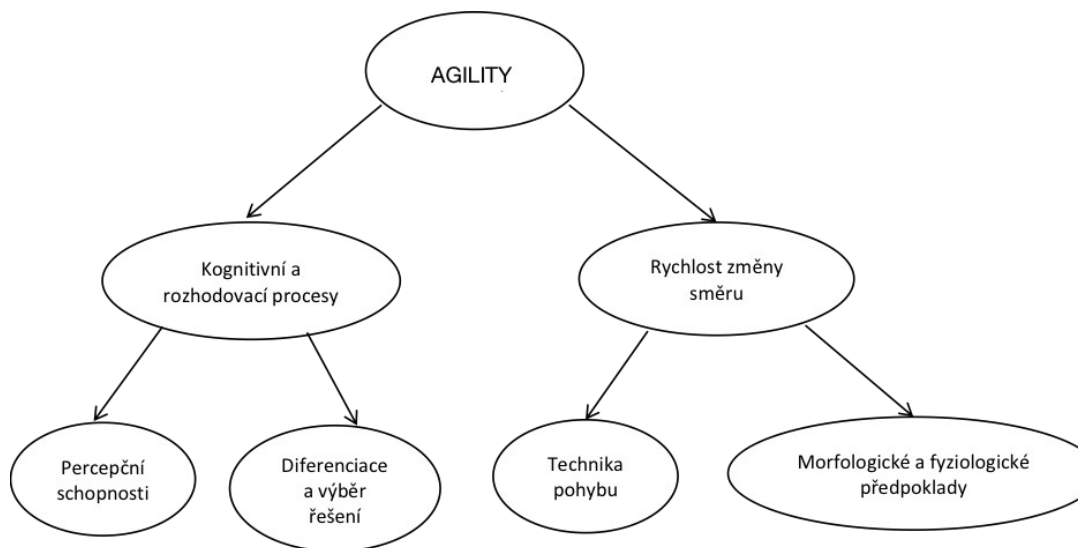 AGILITY
Kognitivní a
rozhodovací procesy
Rychlost změny
směru
Percepční
schopnosti
Diferenciace
a výběr
řešení
Technika
pohybu
Morfologické a fyziologické
předpoklady